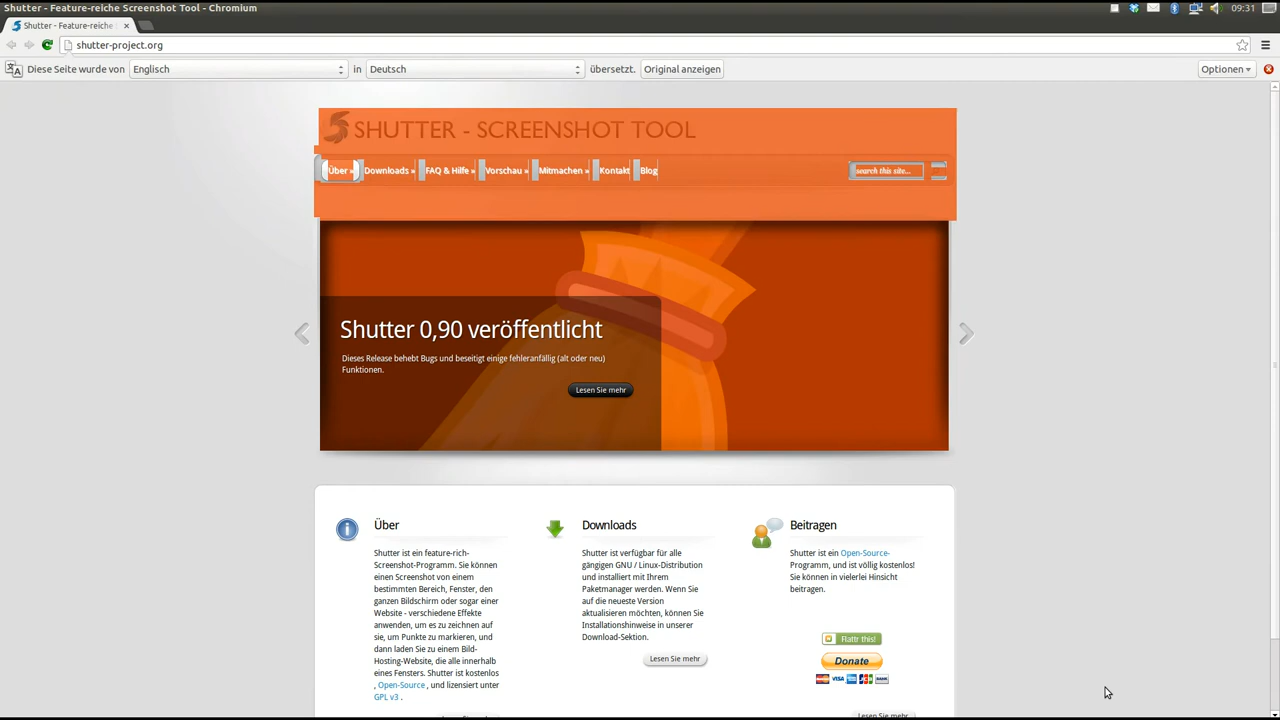 Shutter - Feature-reiche Screenshot Tool - Chromium
09:31
Shutter - Feature-reiche
shutter-project.org
Diese Seite wurde von Englisch in Deutsch übersetzt. Original anzeigen Optionen
SHUTTER - SCREENSHOT TOOL
Über » Downloads » FAQ & Hilfe » Vorschau » Mitmachen » Kontakt Blog search this site...
Shutter 0,90 veröffentlicht
Dieses Release behebt Bugs und beseitigt einige fehleranfällig (alt oder neu)
Funktionen.
Lesen Sie mehr
Über
Shutter ist ein feature-rich-
Screenshot-Programm. Sie können
einen Screenshot von einem
bestimmten Bereich, Fenster, den
ganzen Bildschirm oder sogar einer
Website - verschiedene Effekte
anwenden, um es zu zeichnen auf
sie, um Punkte zu markieren, und
dann laden Sie zu einem Bild-
Hosting-Website, die alle innerhalb
eines Fensters. Shutter ist kostenlos
, Open-Source , und lizensiert unter
GPL v3 .
Downloads
Shutter ist verfügbar für alle
gängigen GNU / Linux-Distribution
und installiert mit Ihrem
Paketmanager werden. Wenn Sie
auf die neueste Version
aktualisieren möchten, können Sie
Installationshinweise in unserer
Download-Sektion.
Lesen Sie mehr
Beitragen
Shutter ist ein Open-Source-
Programm, und ist völlig kostenlos!
Sie können in vielerlei Hinsicht
beitragen.
Flattr this!
Donate
VISA
Lesen Sie mehr